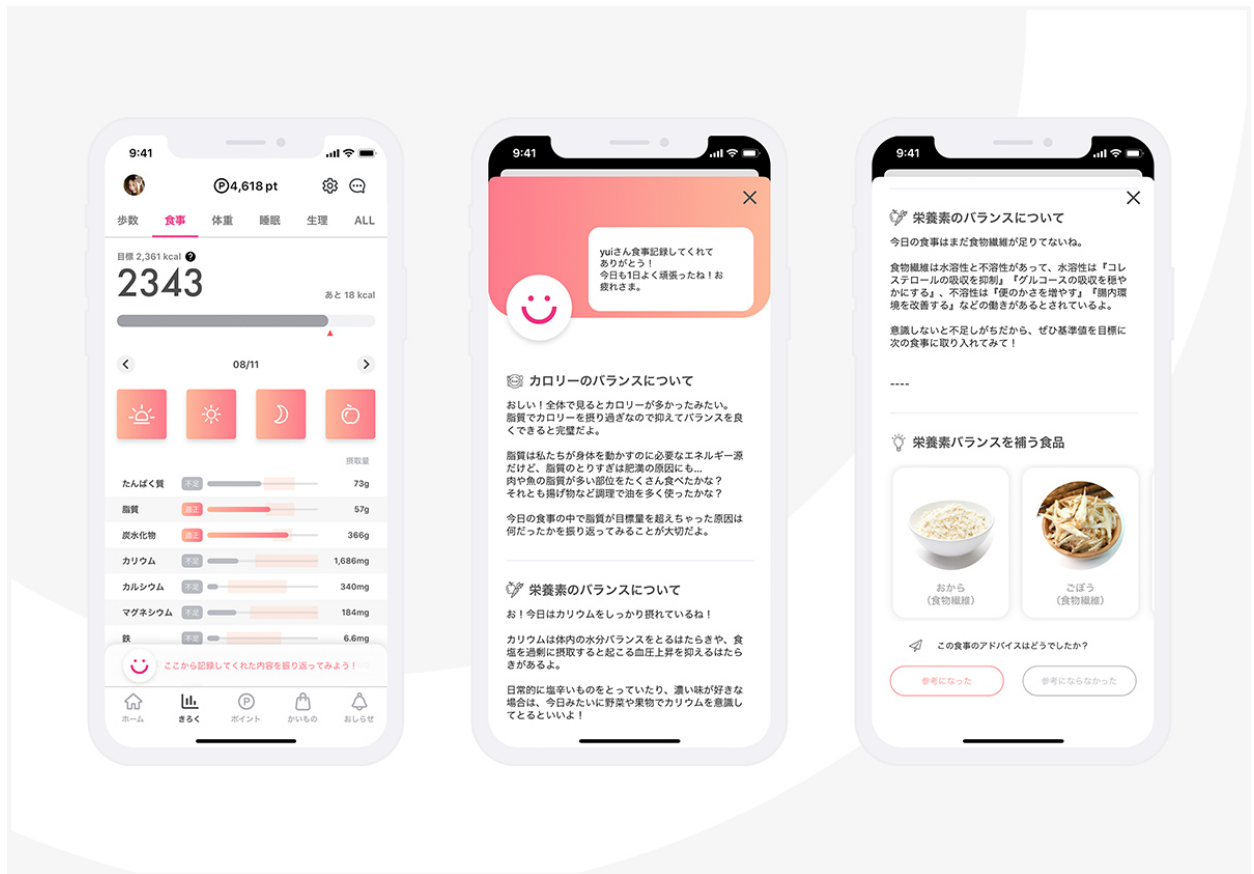 9:41
P4,618 pt
歩数 食事 体重 睡眠 生理 ALL
目標 2,361 kcal ?
2343
あと 18 kcal
08/11
摂取量
たんぱく質 不足 73g
脂質 適正 57g
炭水化物 適正 366g
カリウム 不足 1,686mg
カルシウム 不足 340mg
マグネシウム 不足 184mg
鉄 不足 6.6mg
ここから記録してくれた内容を振り返ってみよう！
ホーム きろく ポイント かいもの おしらせ
9:41
yuiさん食事記録してくれて
ありがとう！
今日も1日よく頑張ったね！お
疲れさま。
カロリーのバランスについて
おしい！全体で見るとカロリーが多かったみたい。
脂質でカロリーを摂り過ぎなので抑えてバランスを良
くできると完璧だよ。
脂質は私たちが身体を動かすのに必要なエネルギー源
だけど、脂質のとりすぎは肥満の原因にも...
肉や魚の脂質が多い部位をたくさん食べたかな？
それとも揚げ物など調理で油を多く使ったかな？
今日の食事の中で脂質が目標量を超えちゃった原因は
何だったかを振り返ってみることが大切だよ。
栄養素のバランスについて
お！今日はカリウムをしっかり摂れているね！
カリウムは体内の水分バランスをとるはたらきや、食
塩を過剰に摂取すると起こる血圧上昇を抑えるはたら
きがあるよ。
日常的に塩辛いものをとっていたり、濃い味が好きな
場合は、今日みたいに野菜や果物でカリウムを意識し
てとるといいよ！
9:41
栄養素のバランスについて
今日の食事はまだ食物繊維が足りてないね。
食物繊維は水溶性と不溶性があって、水溶性は『コレ
ステロールの吸収を抑制』『グルコースの吸収を穏や
かにする』、不溶性は『便のかさを増やす』『腸内環
境を改善する』などの働きがあるとされているよ。
意識しないと不足しがちだから、ぜひ基準値を目標に
次の食事に取り入れてみて！
----
栄養素バランスを補う食品
おから
（食物繊維）
ごぼう
（食物繊維）
この食事のアドバイスはどうでしたか？
参考になった 参考にならなかった